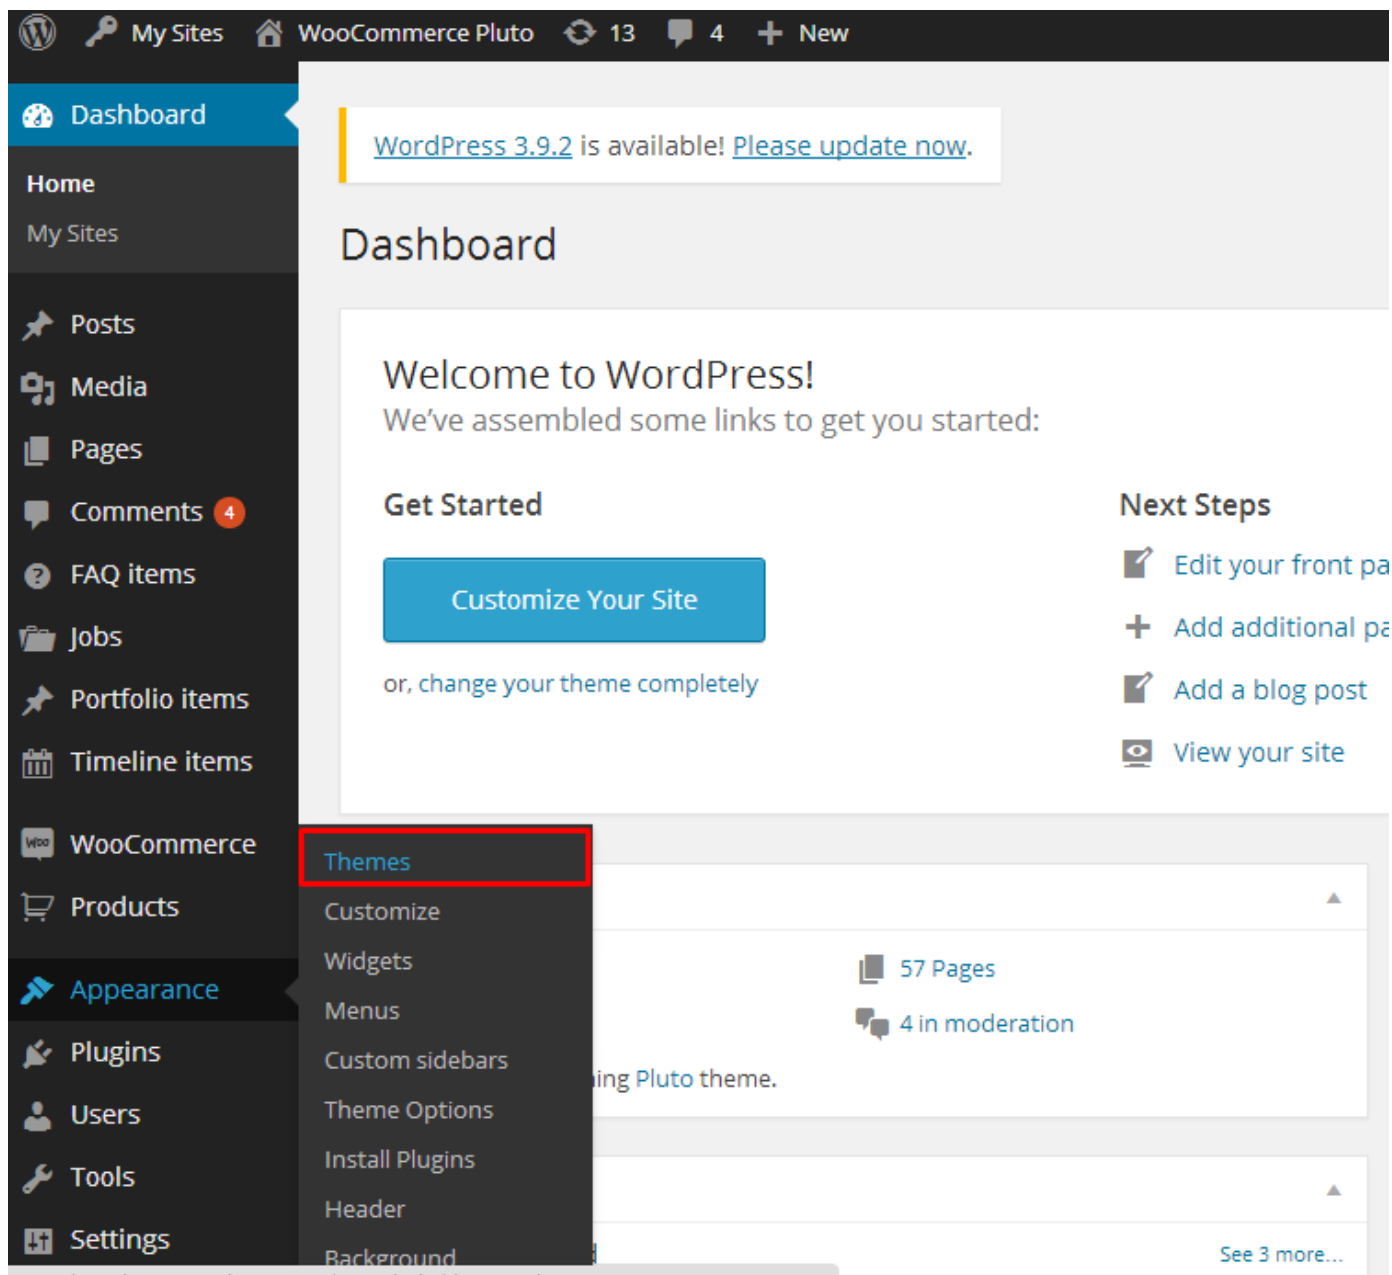 My Sites WooCommerce Pluto 13 4 New
Dashboard
Home
My Sites
Posts
Media
Pages
Comments 4
FAQ items
Jobs
Portfolio items
Timeline items
WooCommerce
Products
Appearance
Plugins
Users
Tools
Settings
Themes
Customize
Widgets
Menus
Custom sidebars
Theme Options
Install Plugins
Header
Background
WordPress 3.9.2 is available! Please update now.
Dashboard
Welcome to WordPress!
We've assembled some links to get you started:
Get Started
Customize Your Site
or, change your theme completely
Next Steps
Edit your front pa
Add additional pa
Add a blog post
View your site
57 Pages
4 in moderation
ing Pluto theme.
See 3 more...